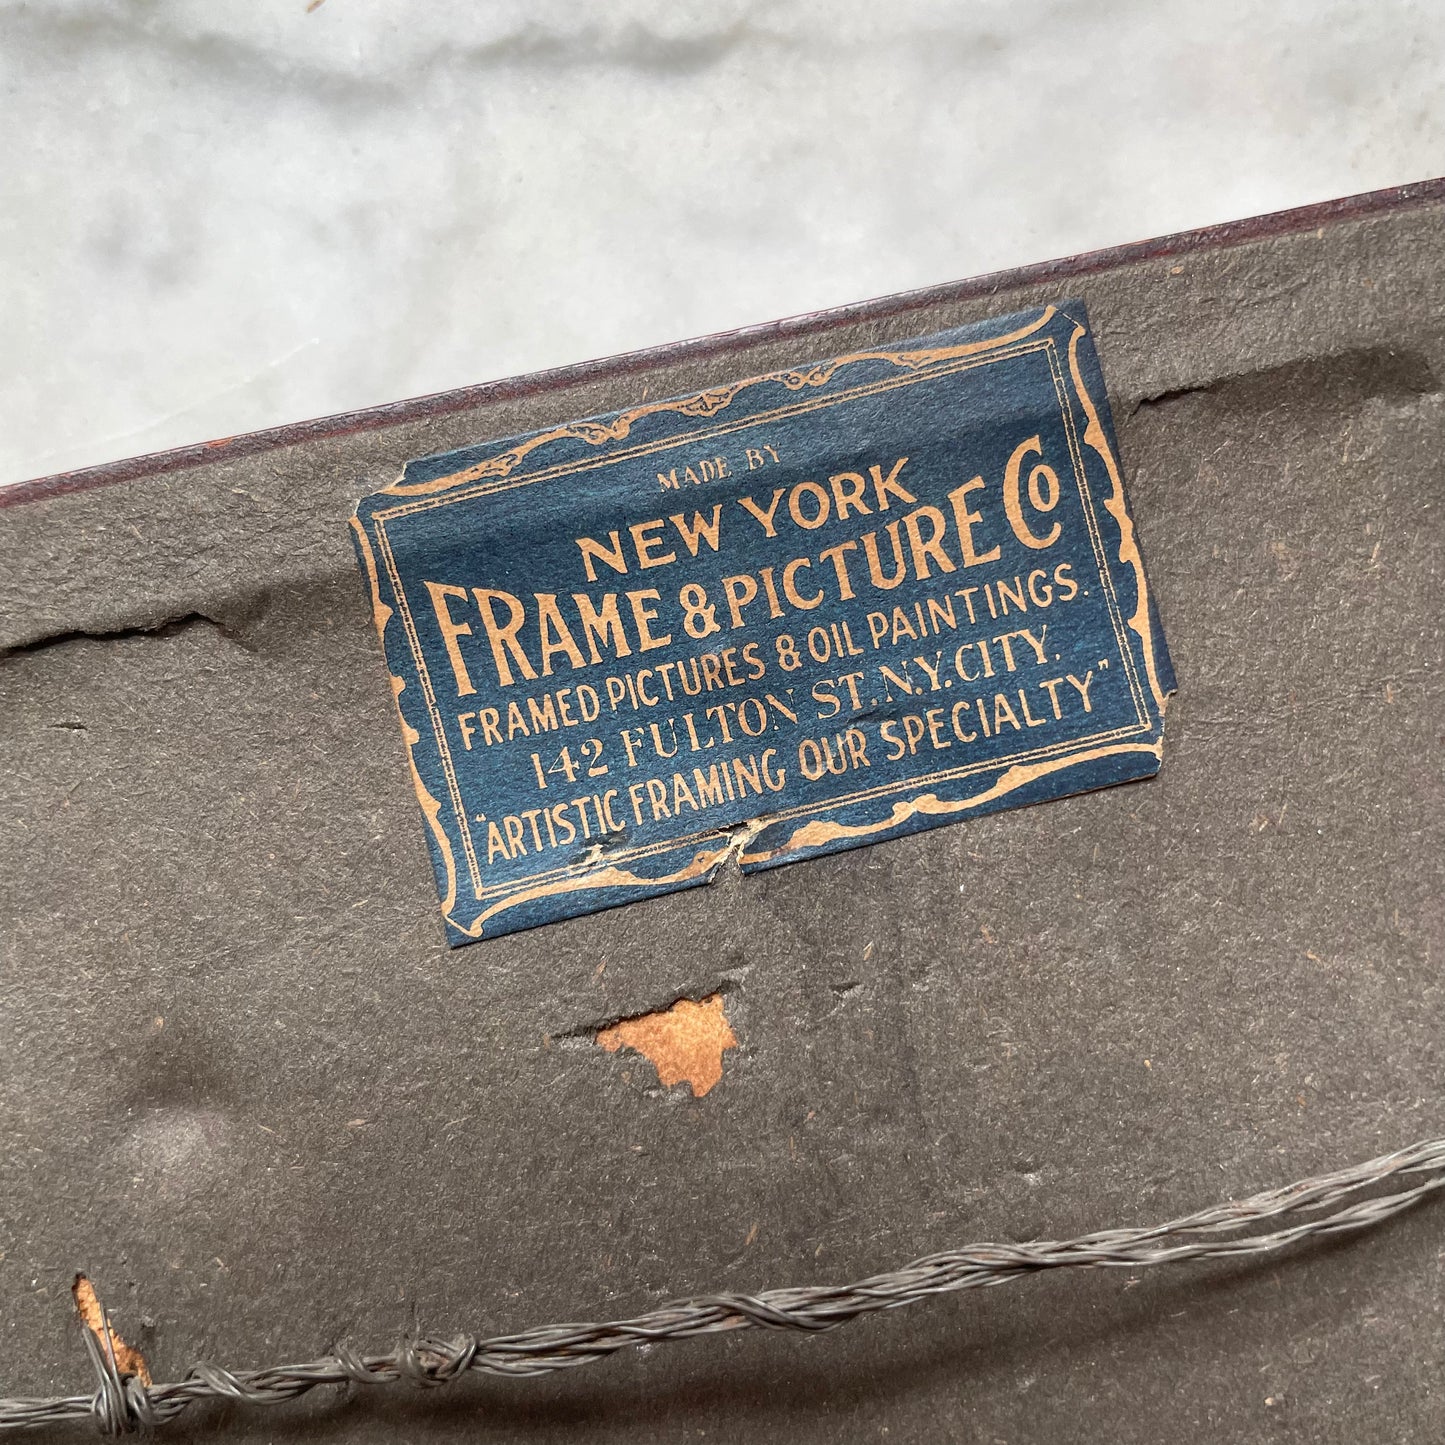 MADE BY
NEW YORK
FRAME & PICTURE Co
FRAMED PICTURES & OIL PAINTINGS.
142 FULTON ST. N.Y. CITY.
"ARTISTIC FRAMING OUR SPECIALTY"